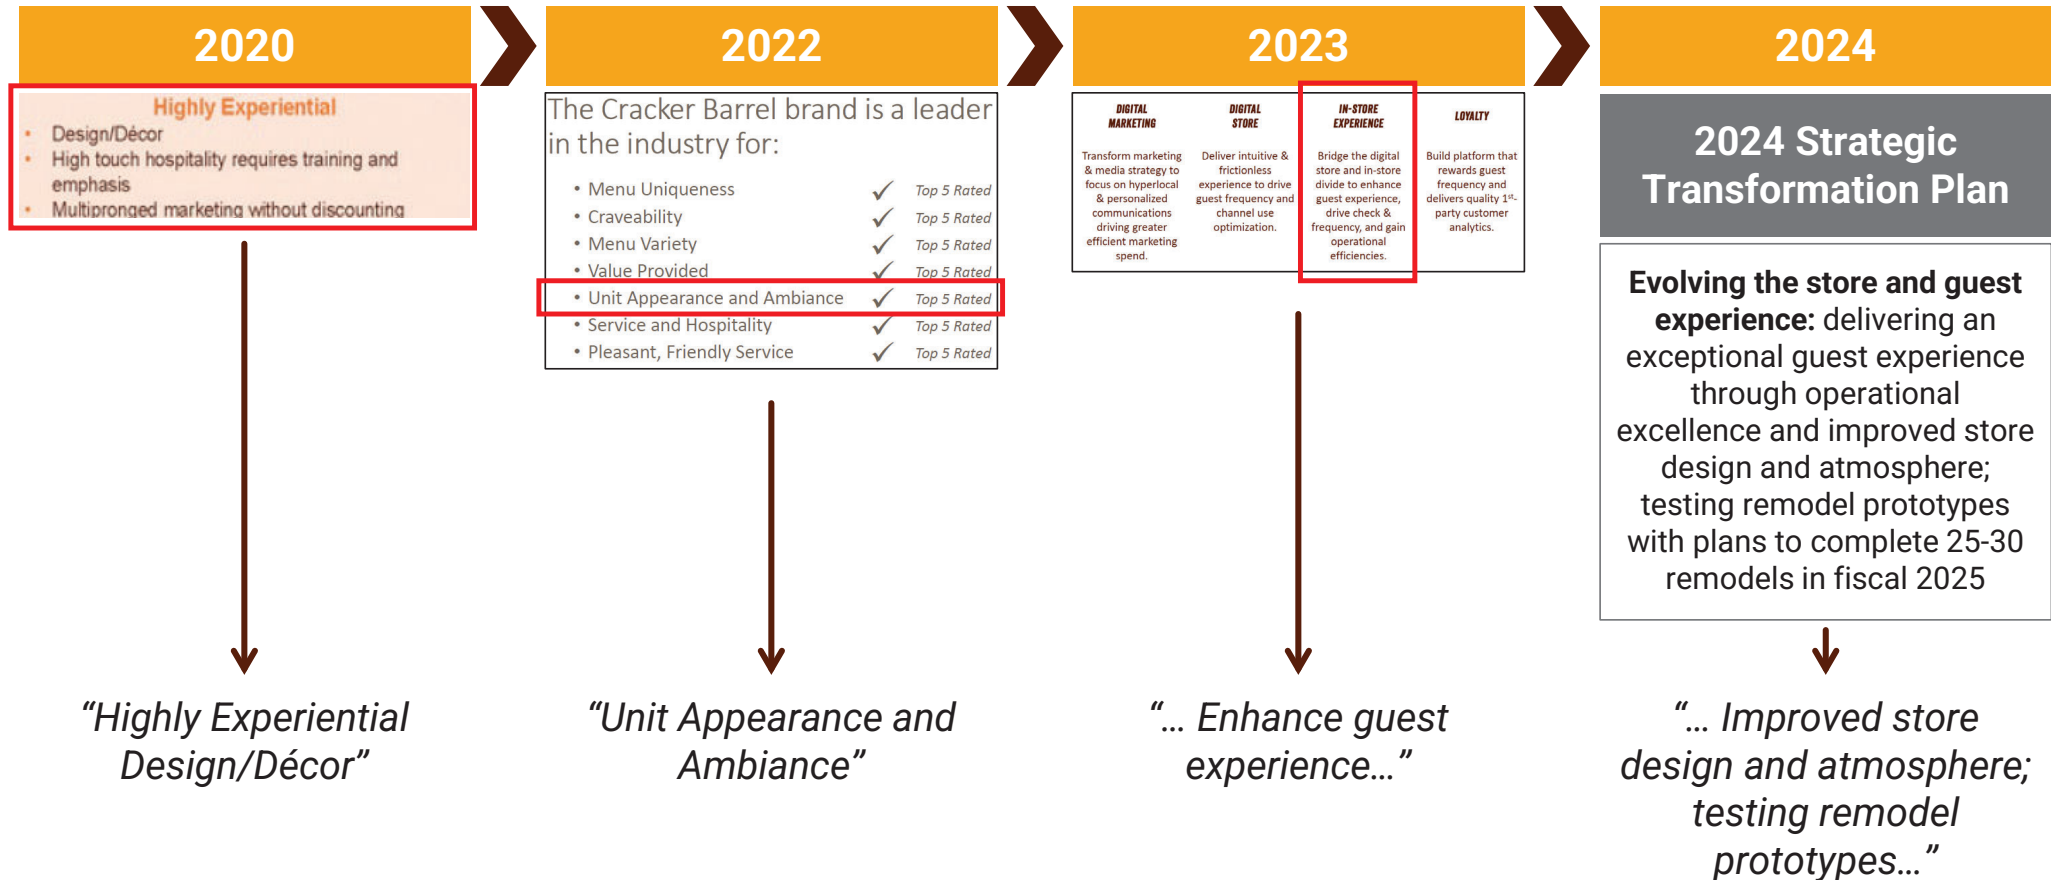 2020
Highly Experiential
• Design/Décor
• High touch hospitality requires training and
emphasis
• Multipronged marketing without discounting
“Highly Experiential
Design/Décor”
2022
The Cracker Barrel brand is a leader
in the industry for:
• Menu Uniqueness ✓ Top 5 Rated
• Craveability ✓ Top 5 Rated
• Menu Variety ✓ Top 5 Rated
• Value Provided ✓ Top 5 Rated
• Unit Appearance and Ambiance ✓ Top 5 Rated
• Service and Hospitality ✓ Top 5 Rated
• Pleasant, Friendly Service ✓ Top 5 Rated
“Unit Appearance and
Ambiance”
2023
DIGITAL
MARKETING
Transform marketing
& media strategy to
focus on hyperlocal
& personalized
communications
driving greater
efficient marketing
spend.
DIGITAL
STORE
Deliver intuitive &
frictionless
experience to drive
guest frequency and
channel use
optimization.
IN-STORE
EXPERIENCE
Bridge the digital
store and in-store
divide to enhance
guest experience,
drive check &
frequency, and gain
operational
efficiencies.
LOYALTY
Build platform that
rewards guest
frequency and
delivers quality 1st-
party customer
analytics.
“... Enhance guest
experience...”
2024
2024 Strategic
Transformation Plan
Evolving the store and guest
experience: delivering an
exceptional guest experience
through operational
excellence and improved store
design and atmosphere;
testing remodel prototypes
with plans to complete 25-30
remodels in fiscal 2025
“... Improved store
design and atmosphere;
testing remodel
prototypes...”